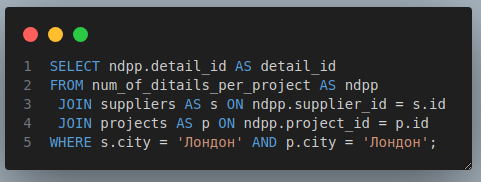 1 SELECT ndpp.detail_id AS detail_id
2 FROM num_of_ditails_per_project AS ndpp
3  JOIN suppliers AS s ON ndpp.supplier_id = s.id
4  JOIN projects AS p ON ndpp.project_id = p.id
5 WHERE s.city = 'Лондон' AND p.city = 'Лондон';